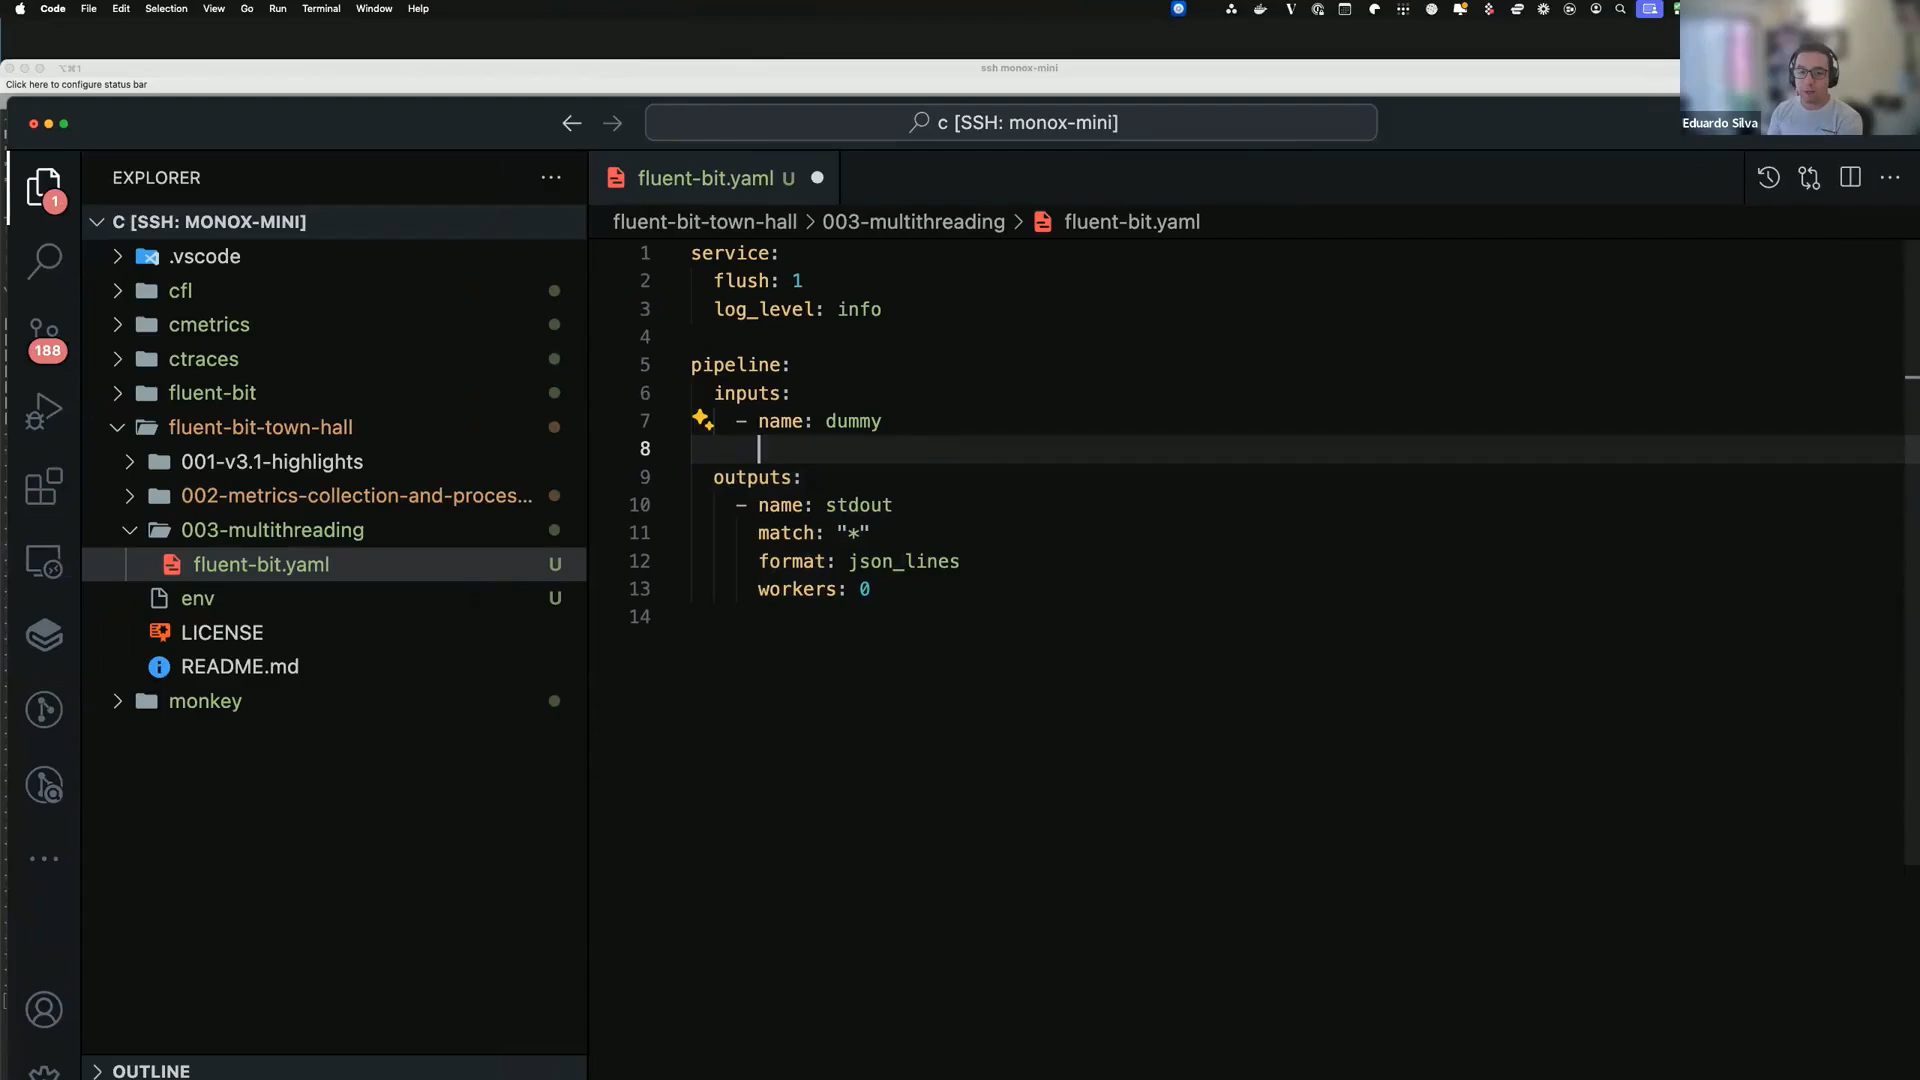 Code File Edit Selection View Go Run Terminal Window Help
⌥⌘1
ssh monox-mini
Click here to configure status bar
Eduardo Silva
c [SSH: monox-mini]
EXPLORER
fluent-bit.yaml U
C [SSH: MONOX-MINI]
fluent-bit-town-hall > 003-multithreading > fluent-bit.yaml
.vscode
cfl
cmetrics
ctraces
fluent-bit
fluent-bit-town-hall
001-v3.1-highlights
002-metrics-collection-and-proces...
003-multithreading
fluent-bit.yaml U
env U
LICENSE
README.md
monkey
OUTLINE
1
188
1 service:
2 flush: 1
3 log_level: info
4
5 pipeline:
6 inputs:
7 - name: dummy
8
9 outputs:
10 - name: stdout
11 match: "*"
12 format: json_lines
13 workers: 0
14